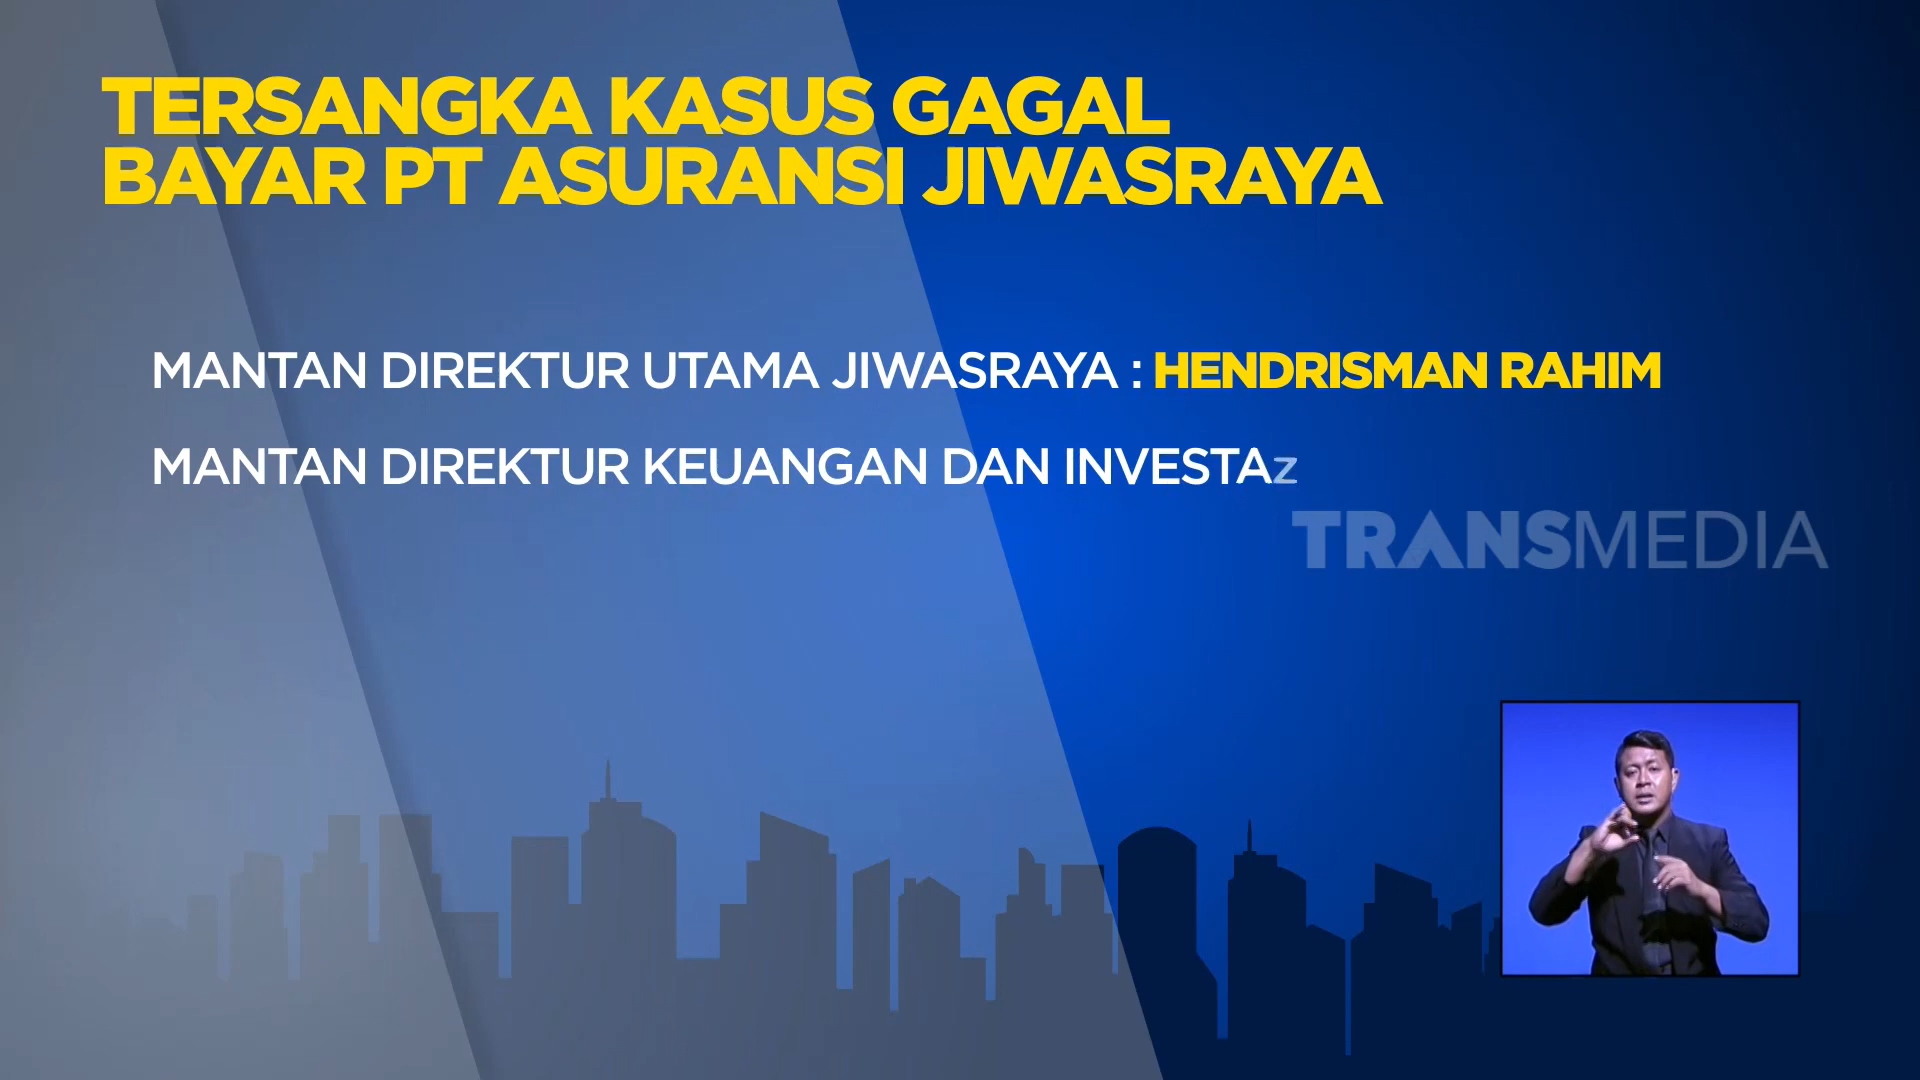 TERSANGKA KASUS GAGAL
BAYAR PT ASURANSI JIWASRAYA
MANTAN DIREKTUR UTAMA JIWASRAYA : HENDRISMAN RAHIM
MANTAN DIREKTUR KEUANGAN DAN INVESTAZ
TRANSMEDIA